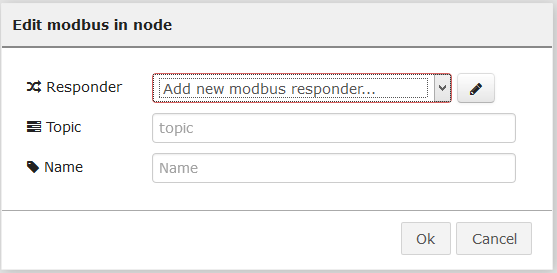 Edit modbus in node
Responder Add new modbus responder...
Topic topic
Name Name
Ok Cancel